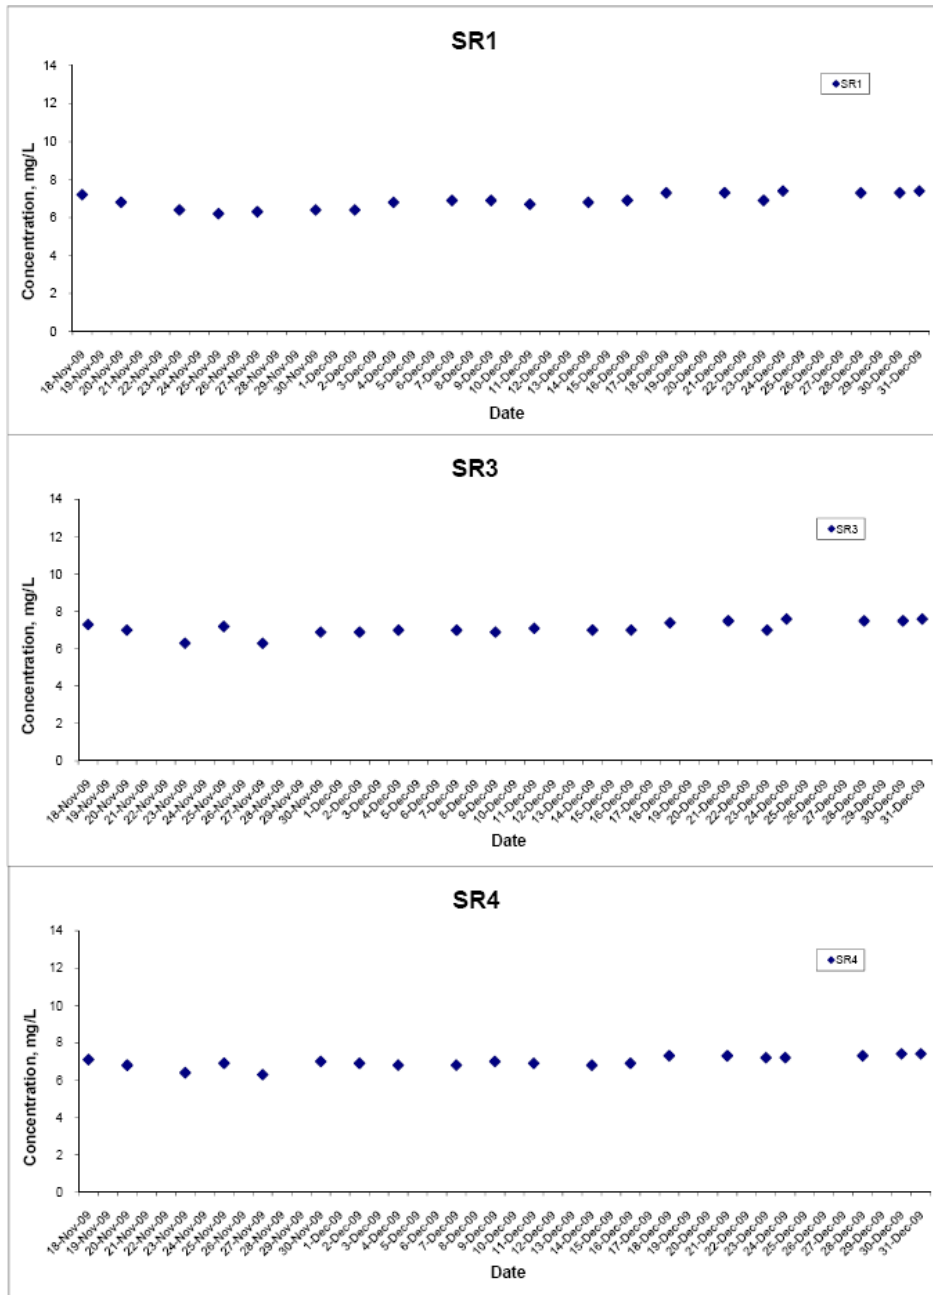 SR1
14
12
10
8
6
4
2
0
Concentration, mg/L
SR1
18-Nov-09
19-Nov-09
20-Nov-09
21-Nov-09
22-Nov-09
23-Nov-09
24-Nov-09
25-Nov-09
26-Nov-09
27-Nov-09
28-Nov-09
29-Nov-09
30-Nov-09
1-Dec-09
2-Dec-09
3-Dec-09
4-Dec-09
5-Dec-09
6-Dec-09
7-Dec-09
8-Dec-09
9-Dec-09
10-Dec-09
11-Dec-09
12-Dec-09
13-Dec-09
14-Dec-09
15-Dec-09
16-Dec-09
17-Dec-09
18-Dec-09
19-Dec-09
20-Dec-09
21-Dec-09
22-Dec-09
23-Dec-09
24-Dec-09
25-Dec-09
26-Dec-09
27-Dec-09
28-Dec-09
29-Dec-09
30-Dec-09
31-Dec-09
Date
SR3
14
12
10
8
6
4
2
0
Concentration, mg/L
SR3
18-Nov-09
19-Nov-09
20-Nov-09
21-Nov-09
22-Nov-09
23-Nov-09
24-Nov-09
25-Nov-09
26-Nov-09
27-Nov-09
28-Nov-09
29-Nov-09
30-Nov-09
1-Dec-09
2-Dec-09
3-Dec-09
4-Dec-09
5-Dec-09
6-Dec-09
7-Dec-09
8-Dec-09
9-Dec-09
10-Dec-09
11-Dec-09
12-Dec-09
13-Dec-09
14-Dec-09
15-Dec-09
16-Dec-09
17-Dec-09
18-Dec-09
19-Dec-09
20-Dec-09
21-Dec-09
22-Dec-09
23-Dec-09
24-Dec-09
25-Dec-09
26-Dec-09
27-Dec-09
28-Dec-09
29-Dec-09
30-Dec-09
31-Dec-09
Date
SR4
14
12
10
8
6
4
2
0
Concentration, mg/L
SR4
18-Nov-09
19-Nov-09
20-Nov-09
21-Nov-09
22-Nov-09
23-Nov-09
24-Nov-09
25-Nov-09
26-Nov-09
27-Nov-09
28-Nov-09
29-Nov-09
30-Nov-09
1-Dec-09
2-Dec-09
3-Dec-09
4-Dec-09
5-Dec-09
6-Dec-09
7-Dec-09
8-Dec-09
9-Dec-09
10-Dec-09
11-Dec-09
12-Dec-09
13-Dec-09
14-Dec-09
15-Dec-09
16-Dec-09
17-Dec-09
18-Dec-09
19-Dec-09
20-Dec-09
21-Dec-09
22-Dec-09
23-Dec-09
24-Dec-09
25-Dec-09
26-Dec-09
27-Dec-09
28-Dec-09
29-Dec-09
30-Dec-09
31-Dec-09
Date